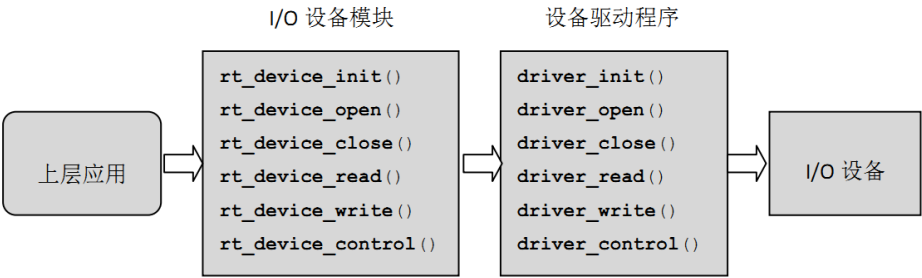 I/O 设备模块
设备驱动程序
上层应用
rt_device_init()
rt_device_open()
rt_device_close()
rt_device_read()
rt_device_write()
rt_device_control()
driver_init()
driver_open()
driver_close()
driver_read()
driver_write()
driver_control()
I/O 设备